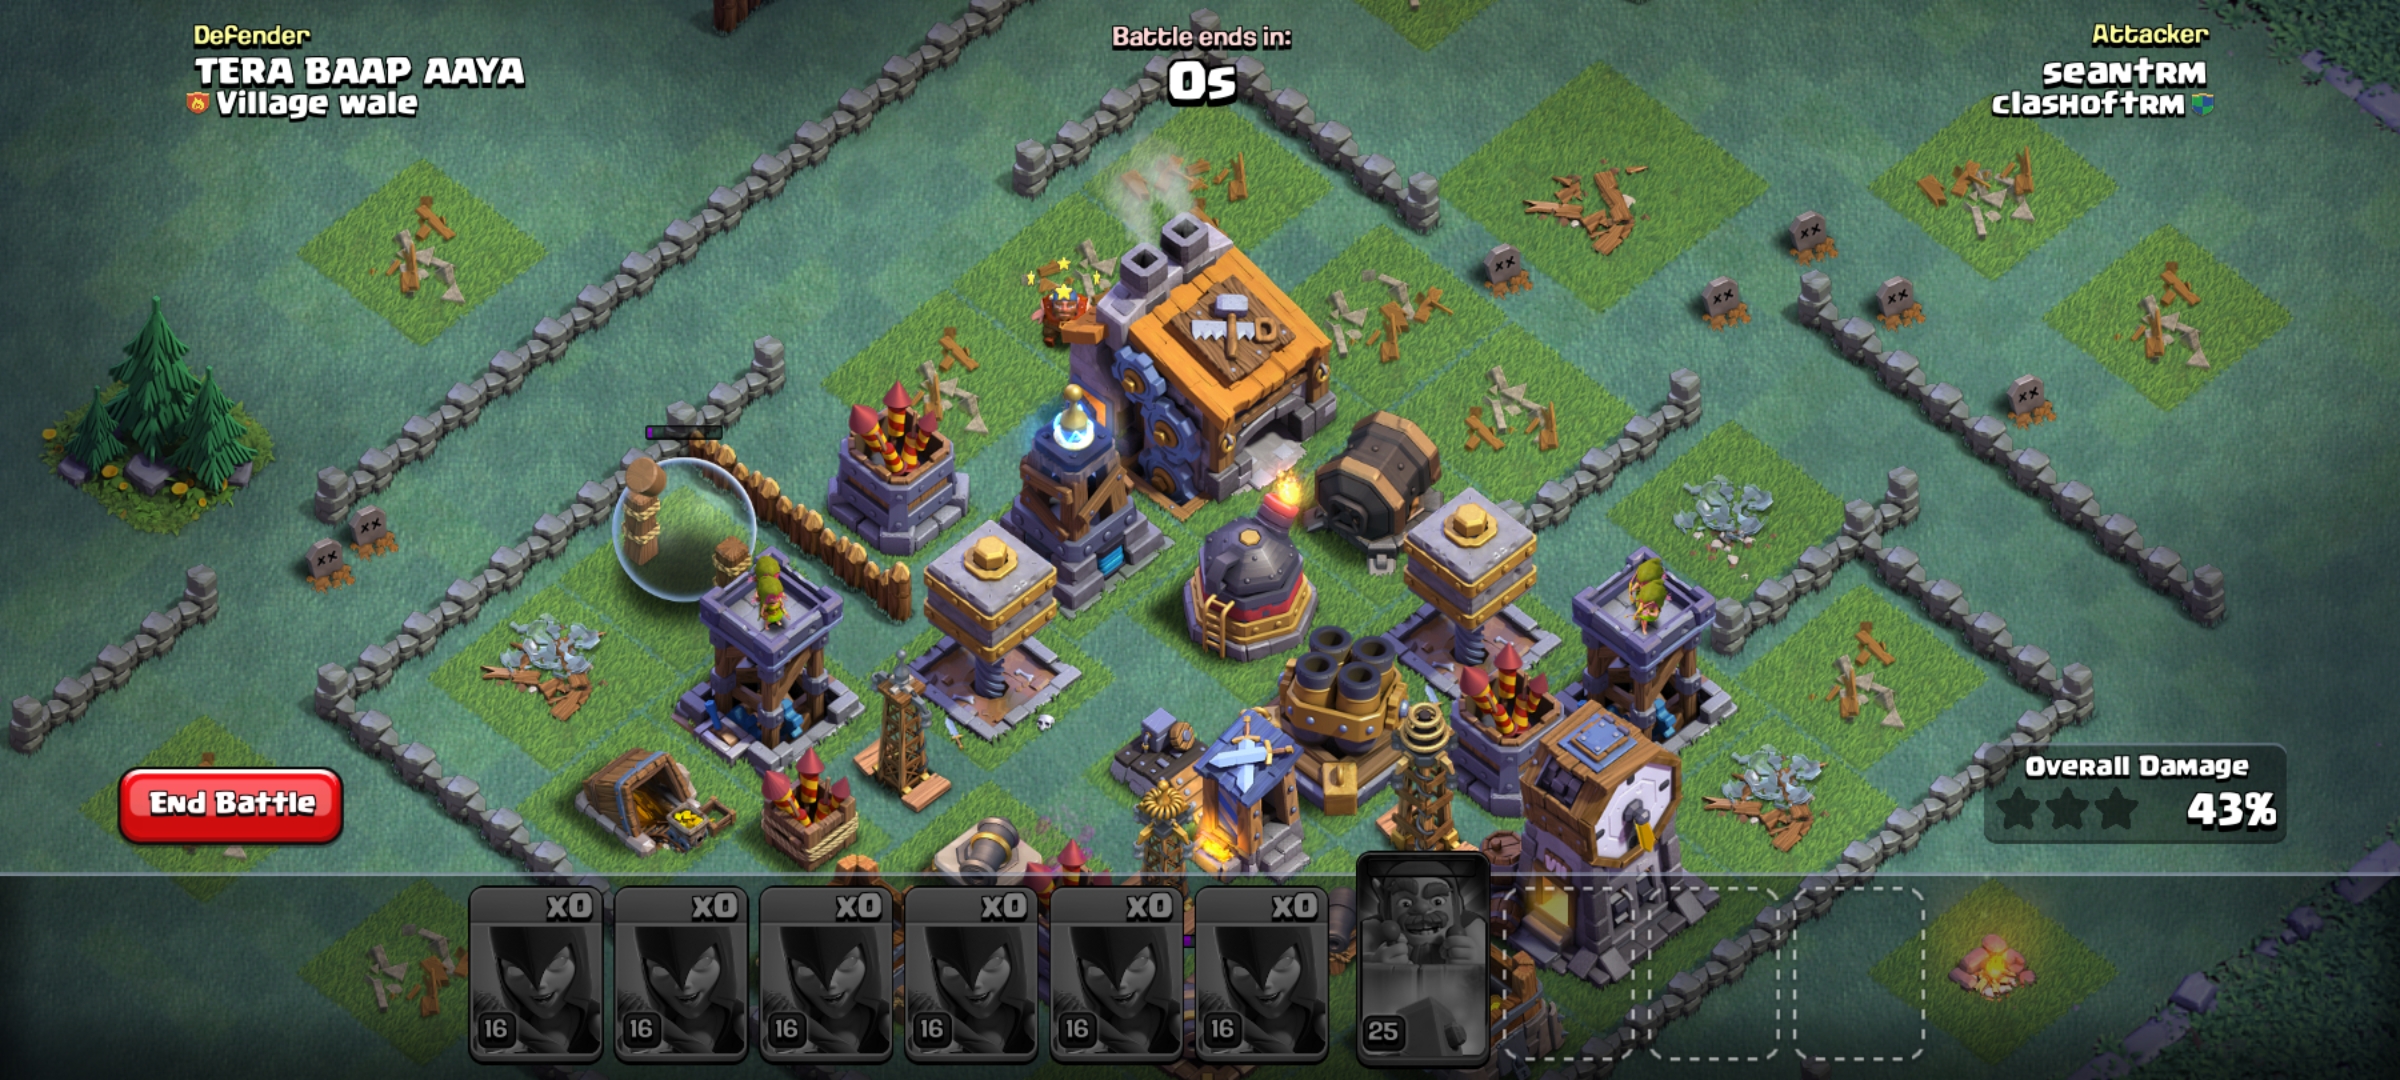 Defender
TERA BAAP AAYA
Village wale
Battle ends in:
0s
Attacker
seantRM
clasHoftRM
End Battle
Overall Damage
43%
x0
x0
x0
x0
x0
x0
16
16
16
16
16
16
25